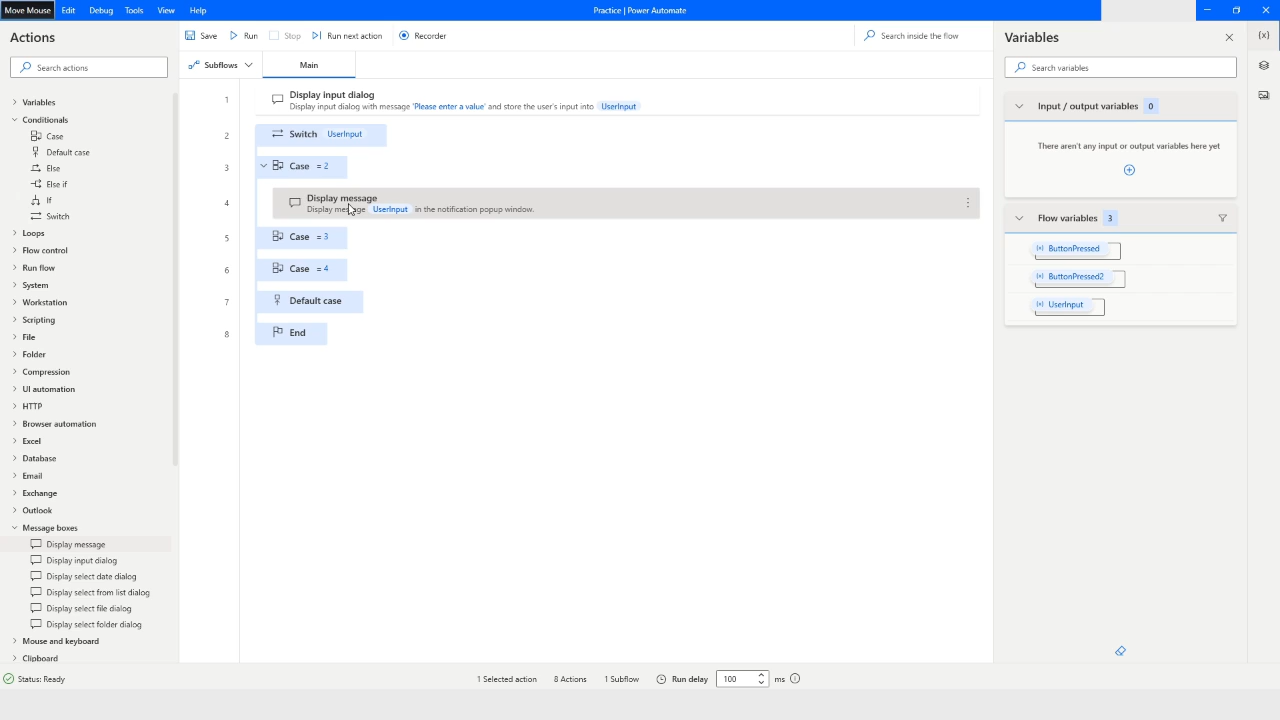 Move Mouse Edit Debug Tools View Help Practice | Power Automate
Actions
Search actions
Variables
Conditionals
Case
Default case
Else
Else if
If
Switch
Loops
Flow control
Run flow
System
Workstation
Scripting
File
Folder
Compression
UI automation
HTTP
Browser automation
Excel
Database
Email
Exchange
Outlook
Message boxes
Display message
Display input dialog
Display select date dialog
Display select from list dialog
Display select file dialog
Display select folder dialog
Mouse and keyboard
Clipboard
Save Run Stop Run next action Recorder Search inside the flow
Subflows Main
1 Display input dialog
Display input dialog with message 'Please enter a value' and store the user's input into UserInput
2 Switch UserInput
3 Case = 2
4 Display message
Display message UserInput in the notification popup window.
5 Case = 3
6 Case = 4
7 Default case
8 End
Variables
Search variables
{x}
Input / output variables 0
There aren't any input or output variables here yet
Flow variables 3
{x} ButtonPressed
{x} ButtonPressed2
{x} UserInput
Status: Ready 1 Selected action 8 Actions 1 Subflow Run delay 100 ms